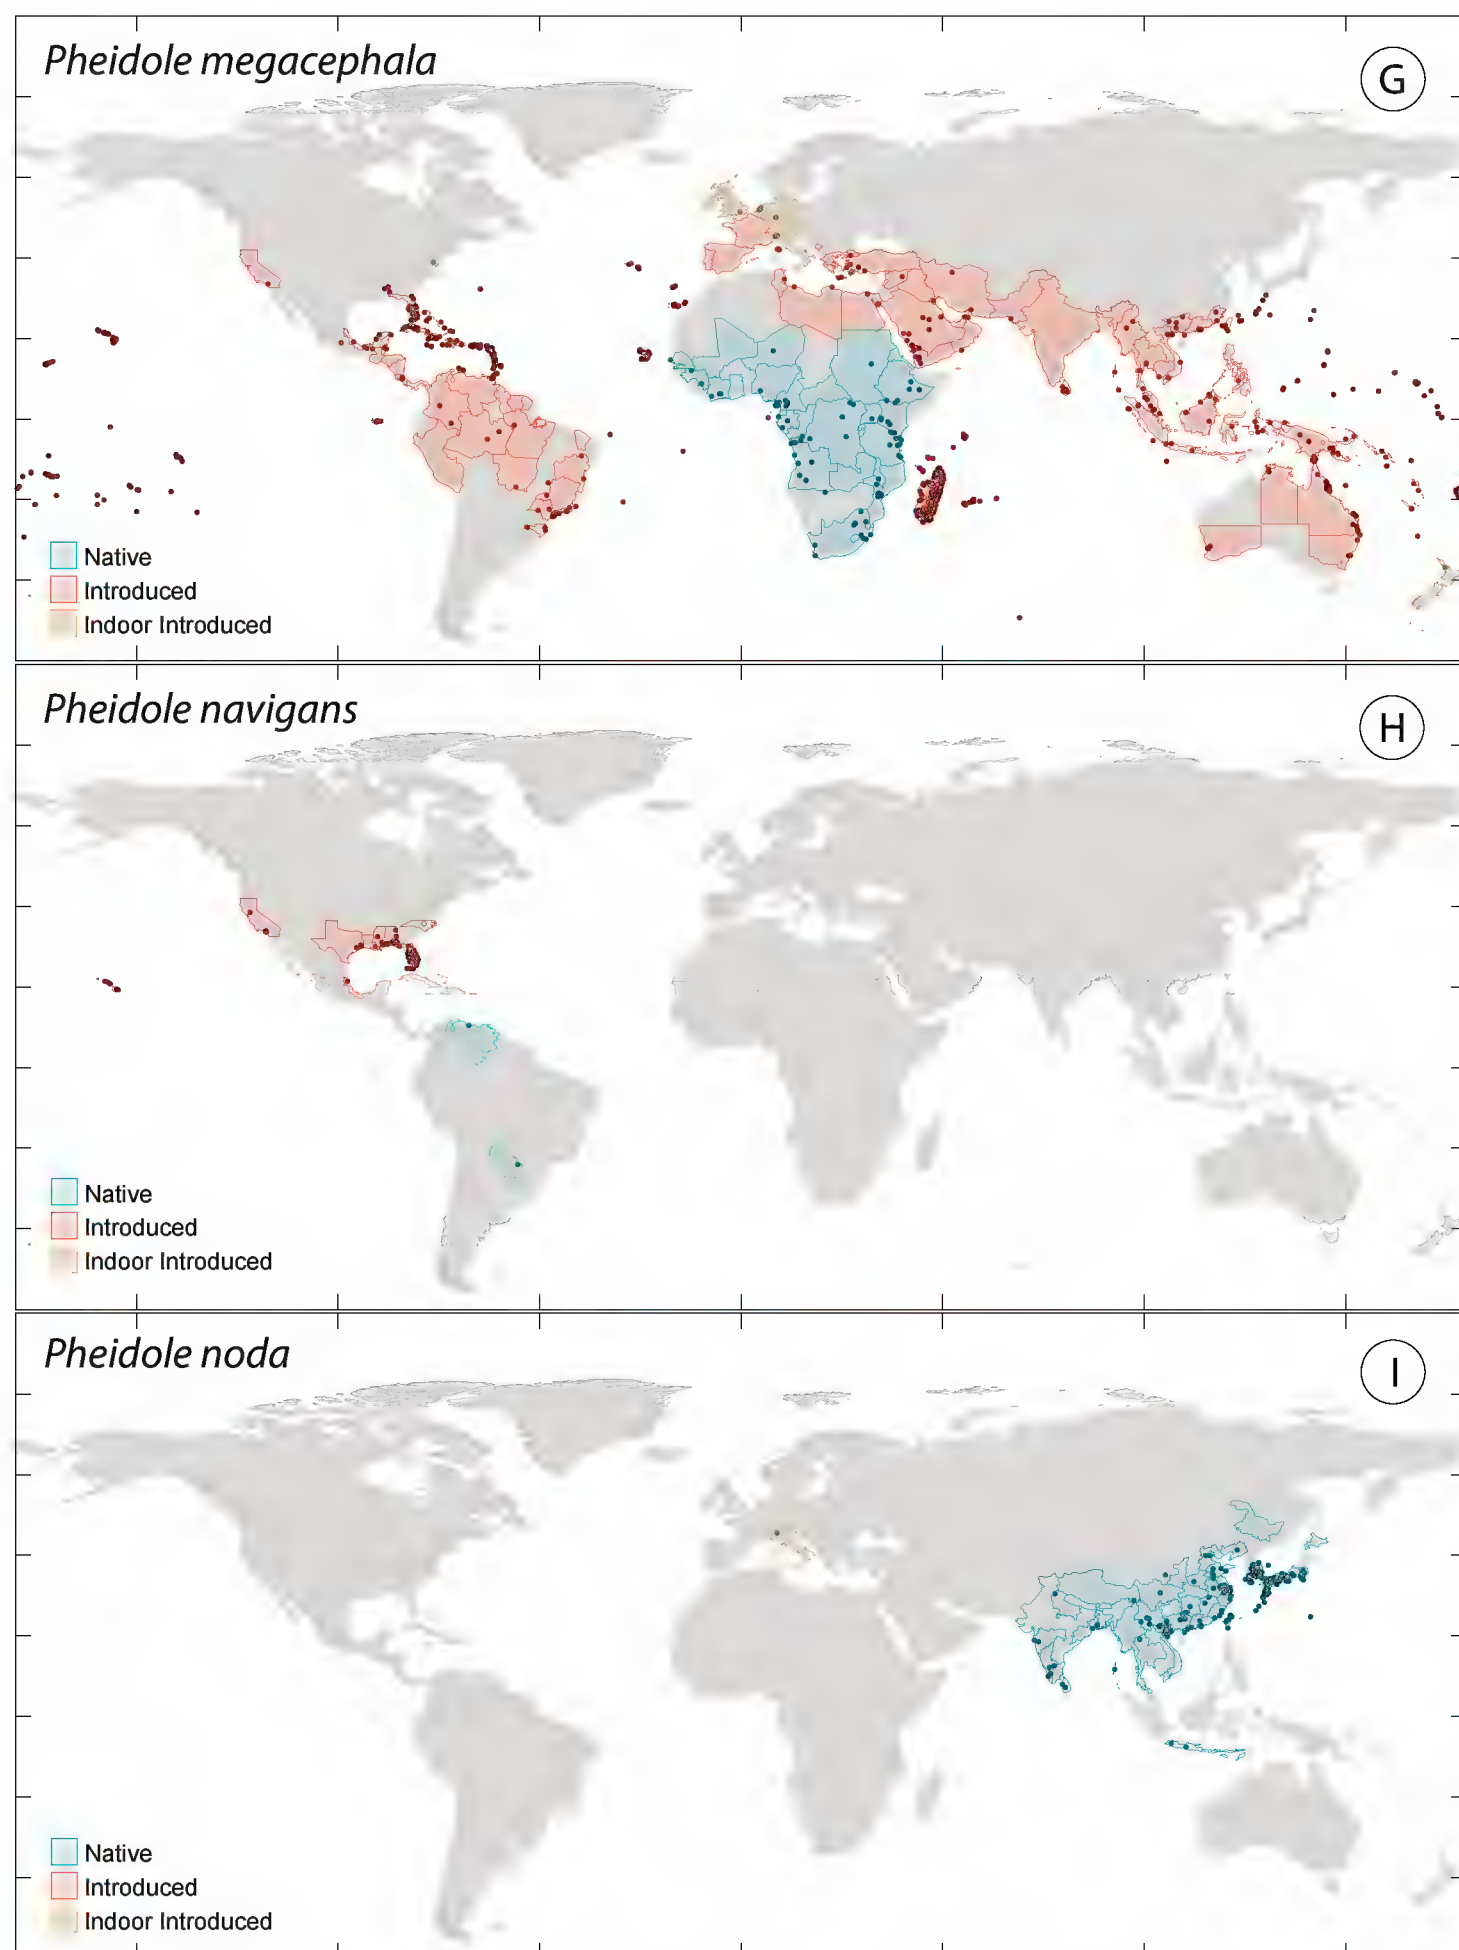 Pheidole megacephala
G
Native
Introduced
Indoor Introduced
Pheidole navigans
H
Native
Introduced
Indoor Introduced
Pheidole noda
I
Native
Introduced
Indoor Introduced